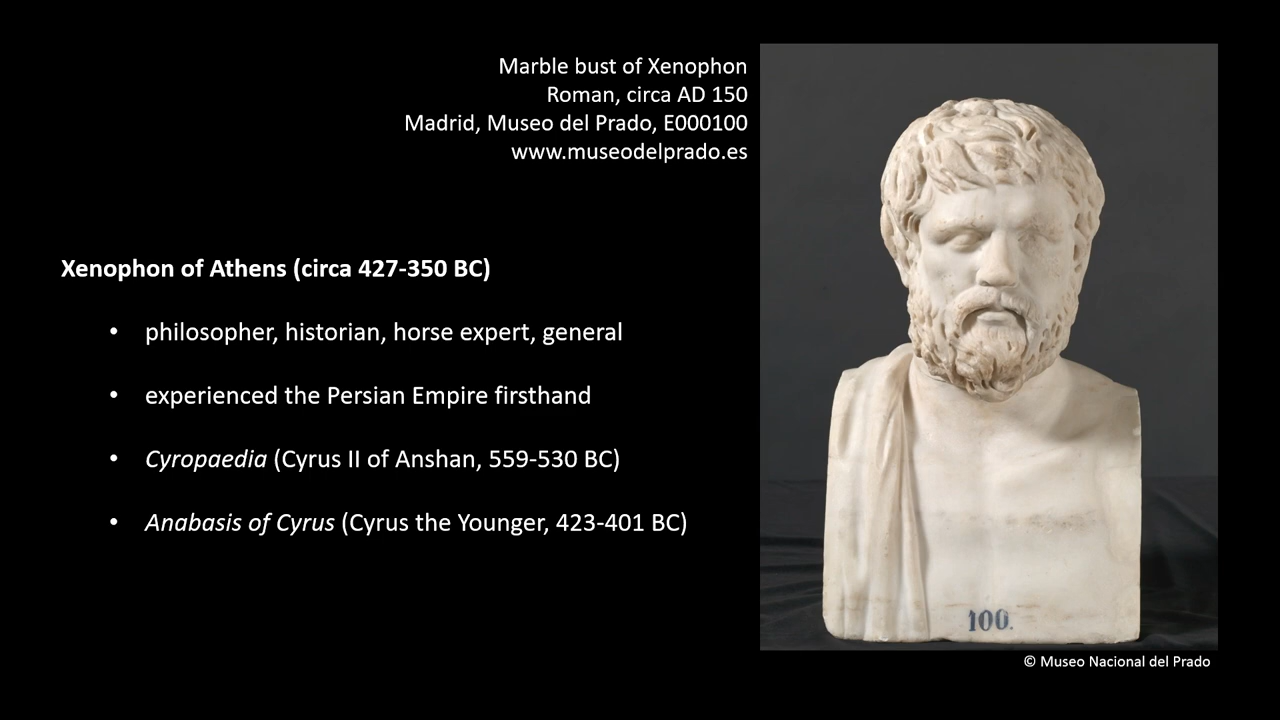 Marble bust of Xenophon
Roman, circa AD 150
Madrid, Museo del Prado, E000100
www.museodelprado.es
Xenophon of Athens (circa 427-350 BC)
• philosopher, historian, horse expert, general
• experienced the Persian Empire firsthand
• Cyropaedia (Cyrus II of Anshan, 559-530 BC)
• Anabasis of Cyrus (Cyrus the Younger, 423-401 BC)
100.
© Museo Nacional del Prado